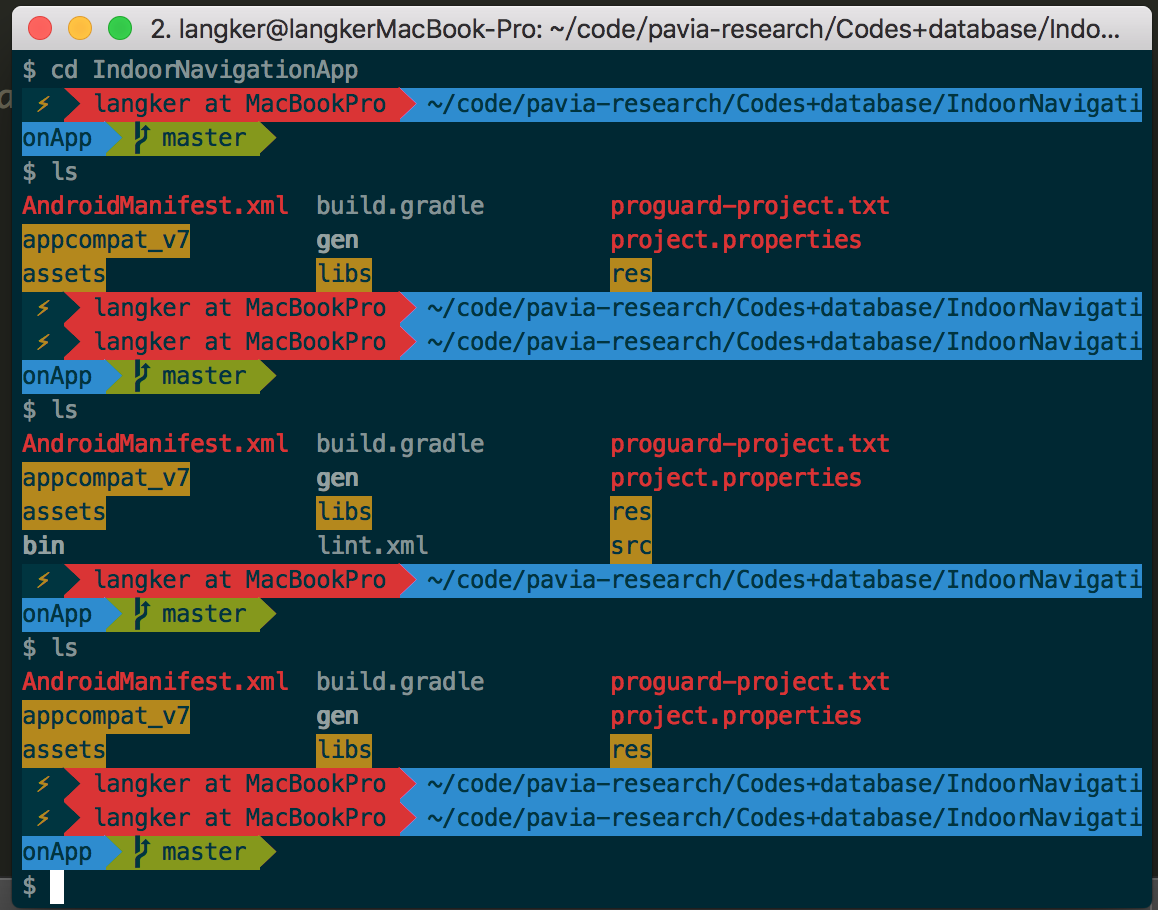 2. langker@langkerMacBook-Pro: ~/code/pavia-research/Codes+database/Indo...
$ cd IndoorNavigationApp
⚡ langker at MacBookPro ~/code/pavia-research/Codes+database/IndoorNavigati
onApp master
$ ls
AndroidManifest.xml build.gradle proguard-project.txt
appcompat_v7 gen project.properties
assets libs res
⚡ langker at MacBookPro ~/code/pavia-research/Codes+database/IndoorNavigati
⚡ langker at MacBookPro ~/code/pavia-research/Codes+database/IndoorNavigati
onApp master
$ ls
AndroidManifest.xml build.gradle proguard-project.txt
appcompat_v7 gen project.properties
assets libs res
bin lint.xml src
⚡ langker at MacBookPro ~/code/pavia-research/Codes+database/IndoorNavigati
onApp master
$ ls
AndroidManifest.xml build.gradle proguard-project.txt
appcompat_v7 gen project.properties
assets libs res
⚡ langker at MacBookPro ~/code/pavia-research/Codes+database/IndoorNavigati
⚡ langker at MacBookPro ~/code/pavia-research/Codes+database/IndoorNavigati
onApp master
$